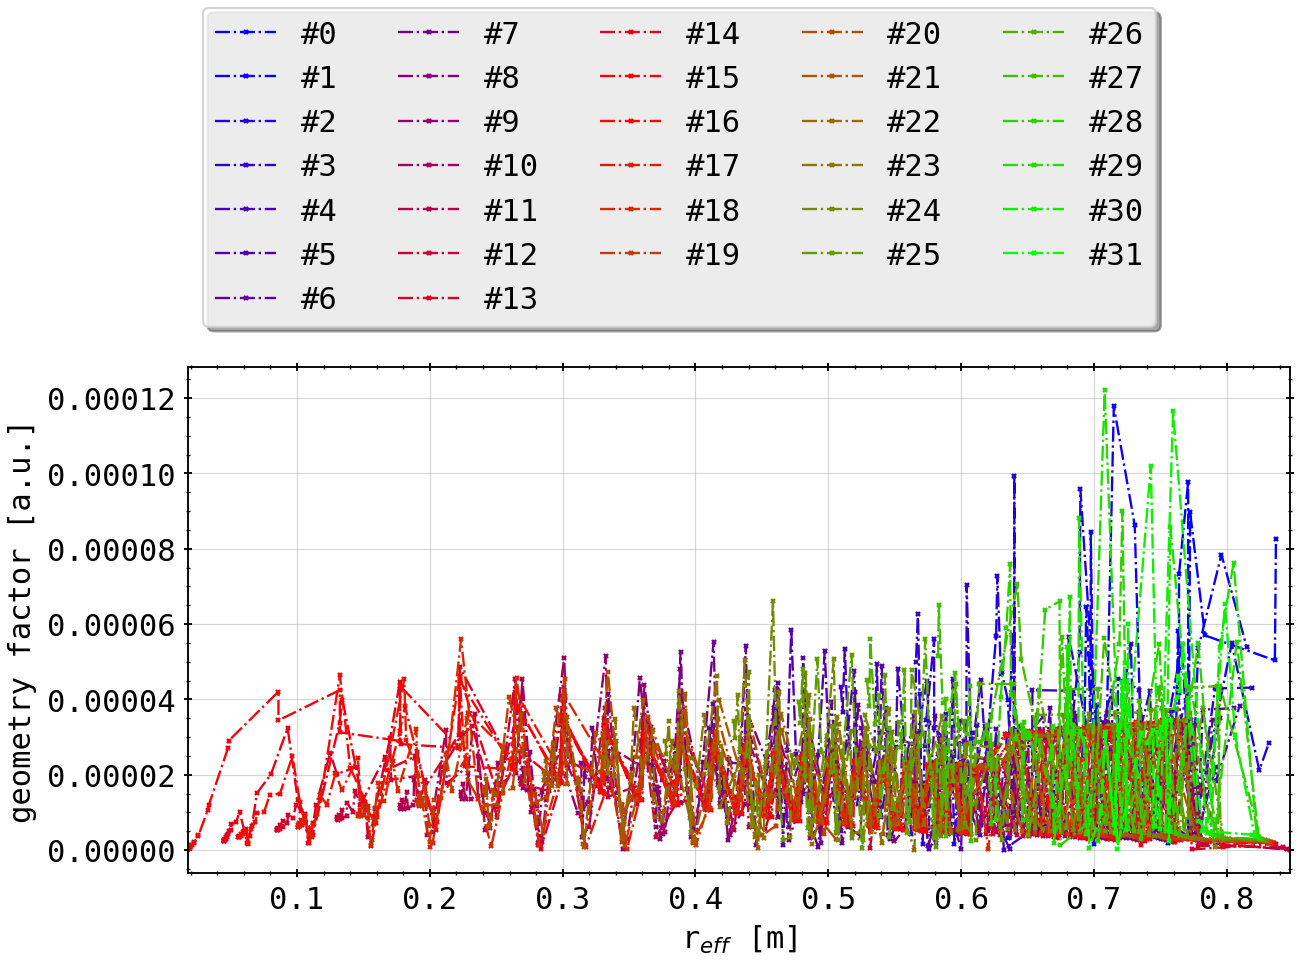 #0 #7 #14 #20 #26
#1 #8 #15 #21 #27
#2 #9 #16 #22 #28
#3 #10 #17 #23 #29
#4 #11 #18 #24 #30
#5 #12 #19 #25 #31
#6 #13
geometry factor [a.u.]
0.00012
0.00010
0.00008
0.00006
0.00004
0.00002
0.00000
0.1 0.2 0.3 0.4 0.5 0.6 0.7 0.8
r_eff [m]